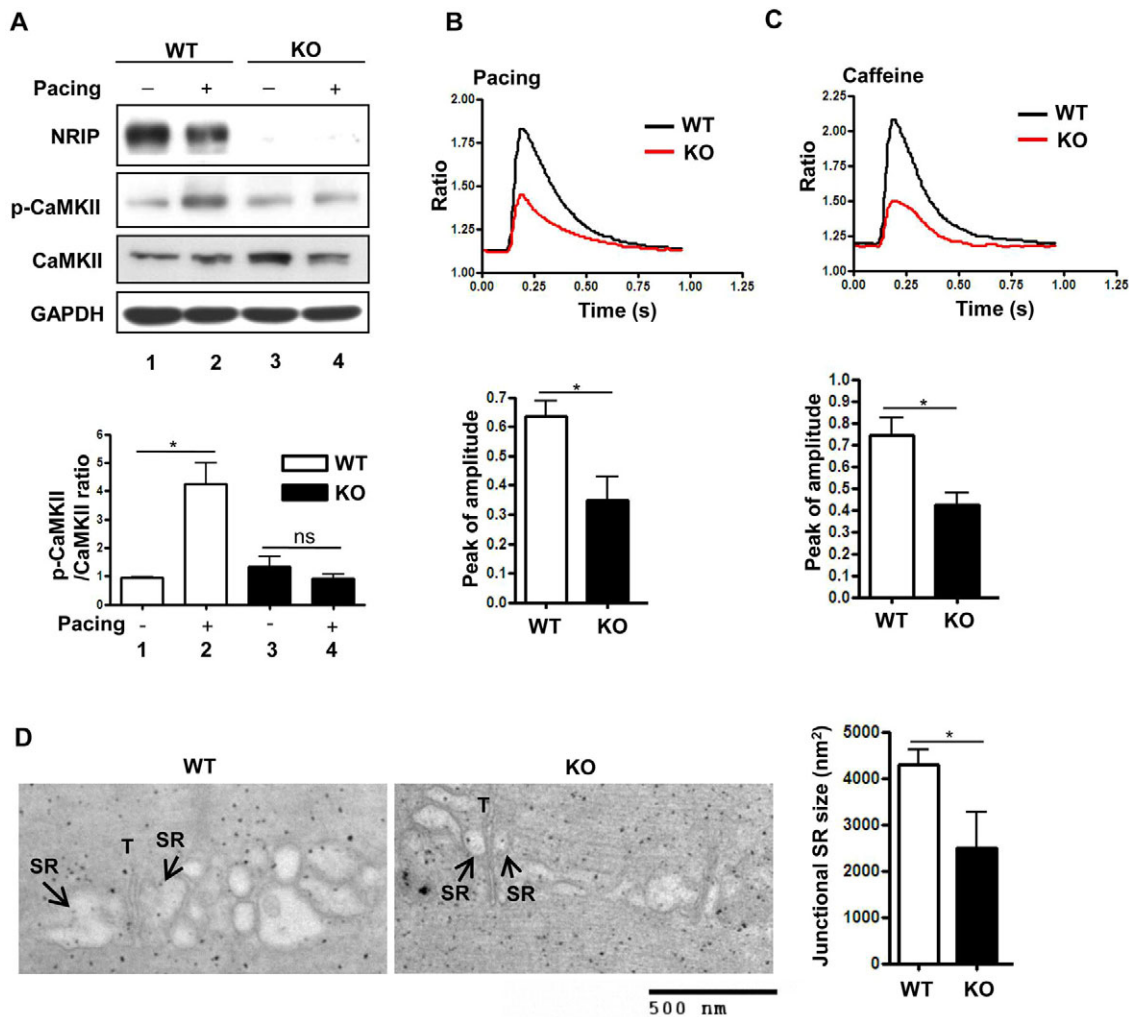 A
WT KO
Pacing – + – +
NRIP
p-CaMKII
CaMKII
GAPDH
1 2 3 4
p-CaMKII
/CaMKII ratio
6
4
2
1
0
*
ns
WT
KO
Pacing - + - +
1 2 3 4
B
Pacing
Ratio
2.00
1.75
1.50
1.25
1.00
WT
KO
0.00 0.25 0.50 0.75 1.00 1.25
Time (s)
Peak of amplitude
0.7
0.6
0.5
0.4
0.3
0.2
0.1
0.0
*
WT KO
C
Caffeine
Ratio
2.25
2.00
1.75
1.50
1.25
1.00
WT
KO
0.00 0.25 0.50 0.75 1.00 1.25
Time (s)
Peak of amplitude
1.0
0.9
0.8
0.7
0.6
0.5
0.4
0.3
0.2
0.1
0.0
*
WT KO
D
WT
SR
T
SR
KO
T
SR
SR
500 nm
Junctional SR size (nm²)
5000
4000
3000
2000
1000
0
*
WT KO